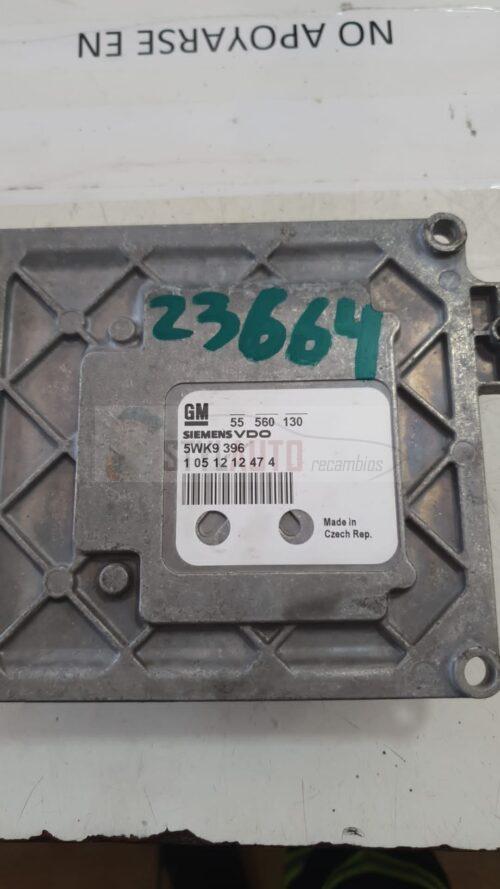 NO APOYARSE EN
23664
GM 55 560 130
SIEMENS VDO
5WK9 396
1 05 12 12 47 4
Made in
Czech Rep.
recambios